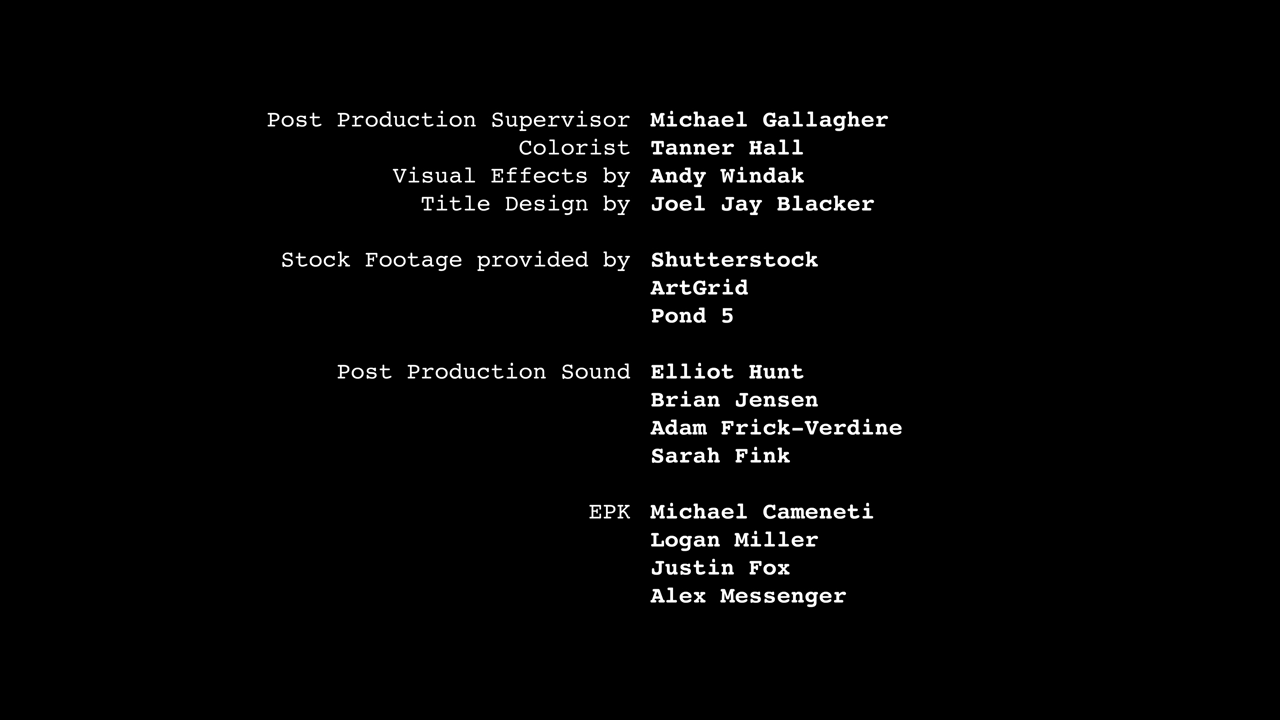 Post Production Supervisor Michael Gallagher
Colorist Tanner Hall
Visual Effects by Andy Windak
Title Design by Joel Jay Blacker
Stock Footage provided by Shutterstock
ArtGrid
Pond 5
Post Production Sound Elliot Hunt
Brian Jensen
Adam Frick-Verdine
Sarah Fink
EPK Michael Cameneti
Logan Miller
Justin Fox
Alex Messenger